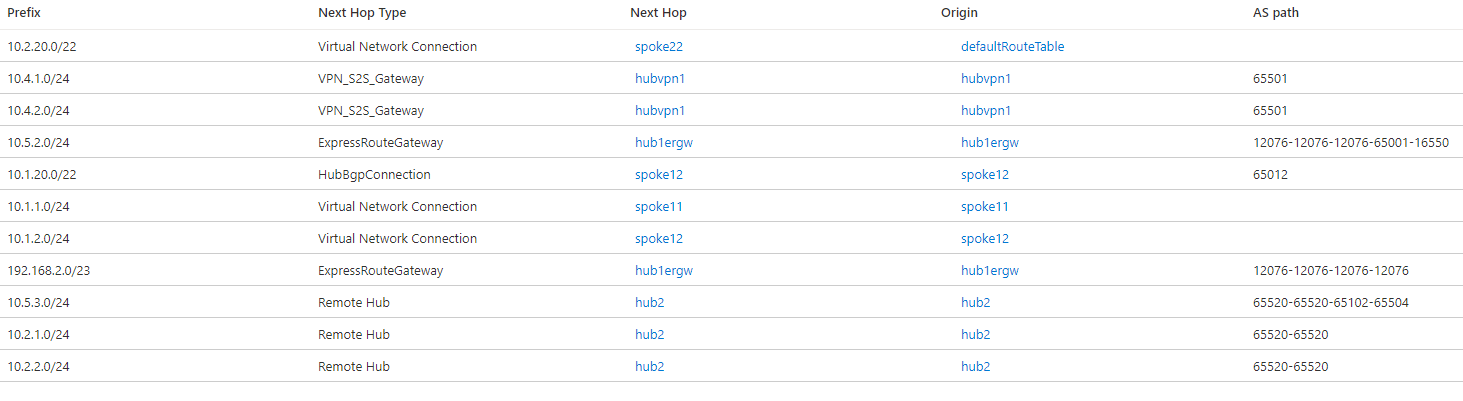 Prefix Next Hop Type Next Hop Origin AS path
10.2.20.0/22 Virtual Network Connection spoke22 defaultRouteTable
10.4.1.0/24 VPN_S2S_Gateway hubvpn1 hubvpn1 65501
10.4.2.0/24 VPN_S2S_Gateway hubvpn1 hubvpn1 65501
10.5.2.0/24 ExpressRouteGateway hub1ergw hub1ergw 12076-12076-12076-65001-16550
10.1.20.0/22 HubBgpConnection spoke12 spoke12 65012
10.1.1.0/24 Virtual Network Connection spoke11 spoke11
10.1.2.0/24 Virtual Network Connection spoke12 spoke12
192.168.2.0/23 ExpressRouteGateway hub1ergw hub1ergw 12076-12076-12076-12076
10.5.3.0/24 Remote Hub hub2 hub2 65520-65520-65102-65504
10.2.1.0/24 Remote Hub hub2 hub2 65520-65520
10.2.2.0/24 Remote Hub hub2 hub2 65520-65520